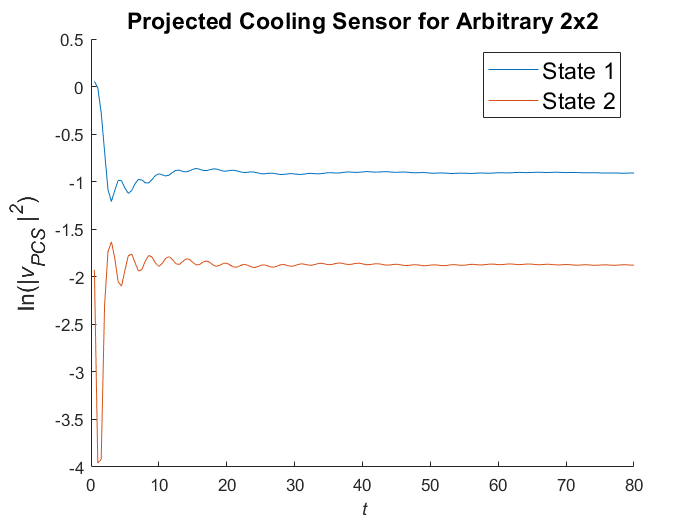 Projected Cooling Sensor for Arbitrary 2x2
State 1
State 2
ln(|v_PCS|^2)
0.5
0
-0.5
-1
-1.5
-2
-2.5
-3
-3.5
-4
0 10 20 30 40 50 60 70 80
t